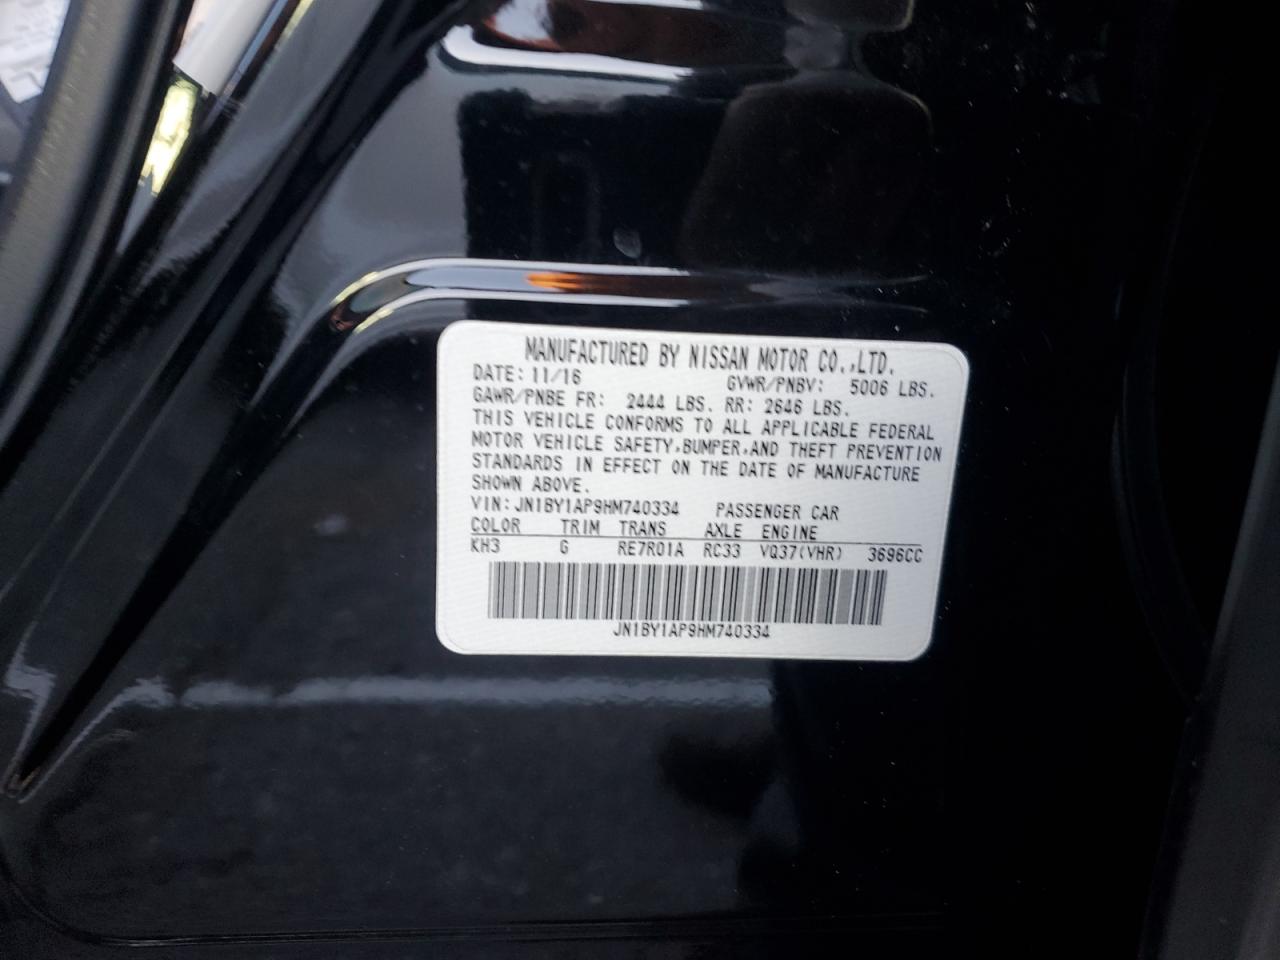 MANUFACTURED BY NISSAN MOTOR CO.,LTD.
DATE: 11/16 GVWR/PNBV: 5006 LBS.
GAWR/PNBE FR: 2444 LBS. RR: 2646 LBS.
THIS VEHICLE CONFORMS TO ALL APPLICABLE FEDERAL
MOTOR VEHICLE SAFETY,BUMPER,AND THEFT PREVENTION
STANDARDS IN EFFECT ON THE DATE OF MANUFACTURE
SHOWN ABOVE.
VIN: JN1BY1AP9HM740334 PASSENGER CAR
COLOR TRIM TRANS AXLE ENGINE
KH3 G RE7R01A RC33 VQ37(VHR) 3696CC
JN1BY1AP9HM740334